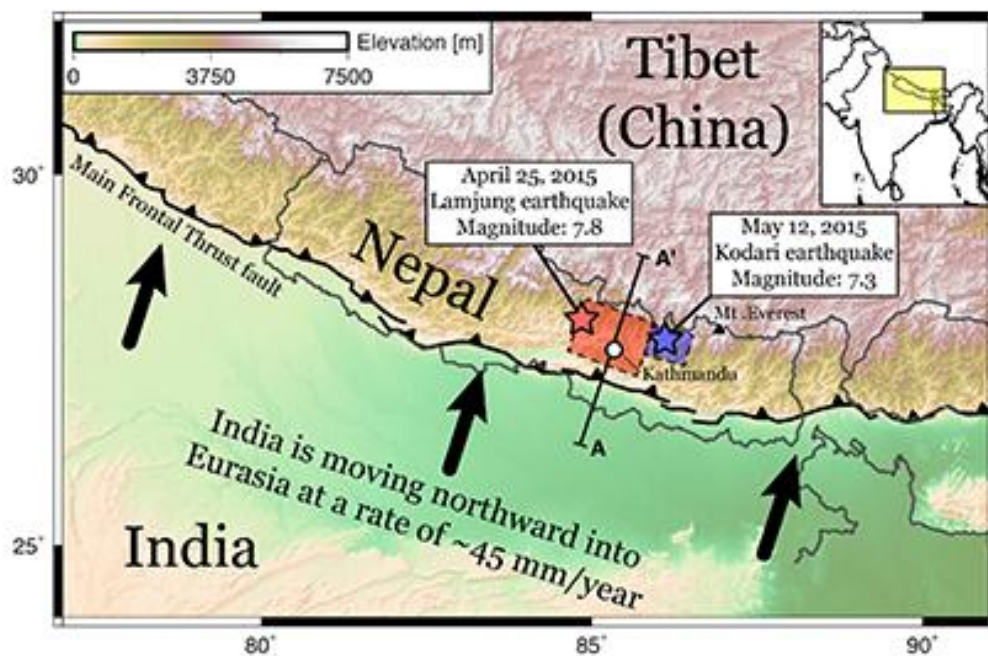 Elevation [m]
0 3750 7500
Tibet
(China)
30°
Main Frontal Thrust fault
April 25, 2015
Lamjung earthquake
Magnitude: 7.8
May 12, 2015
Kodari earthquake
Magnitude: 7.3
Nepal
A'
Mt .Everest
Kathmandu
A
India is moving northward into
Eurasia at a rate of ~45 mm/year
India
25°
80° 85° 90°